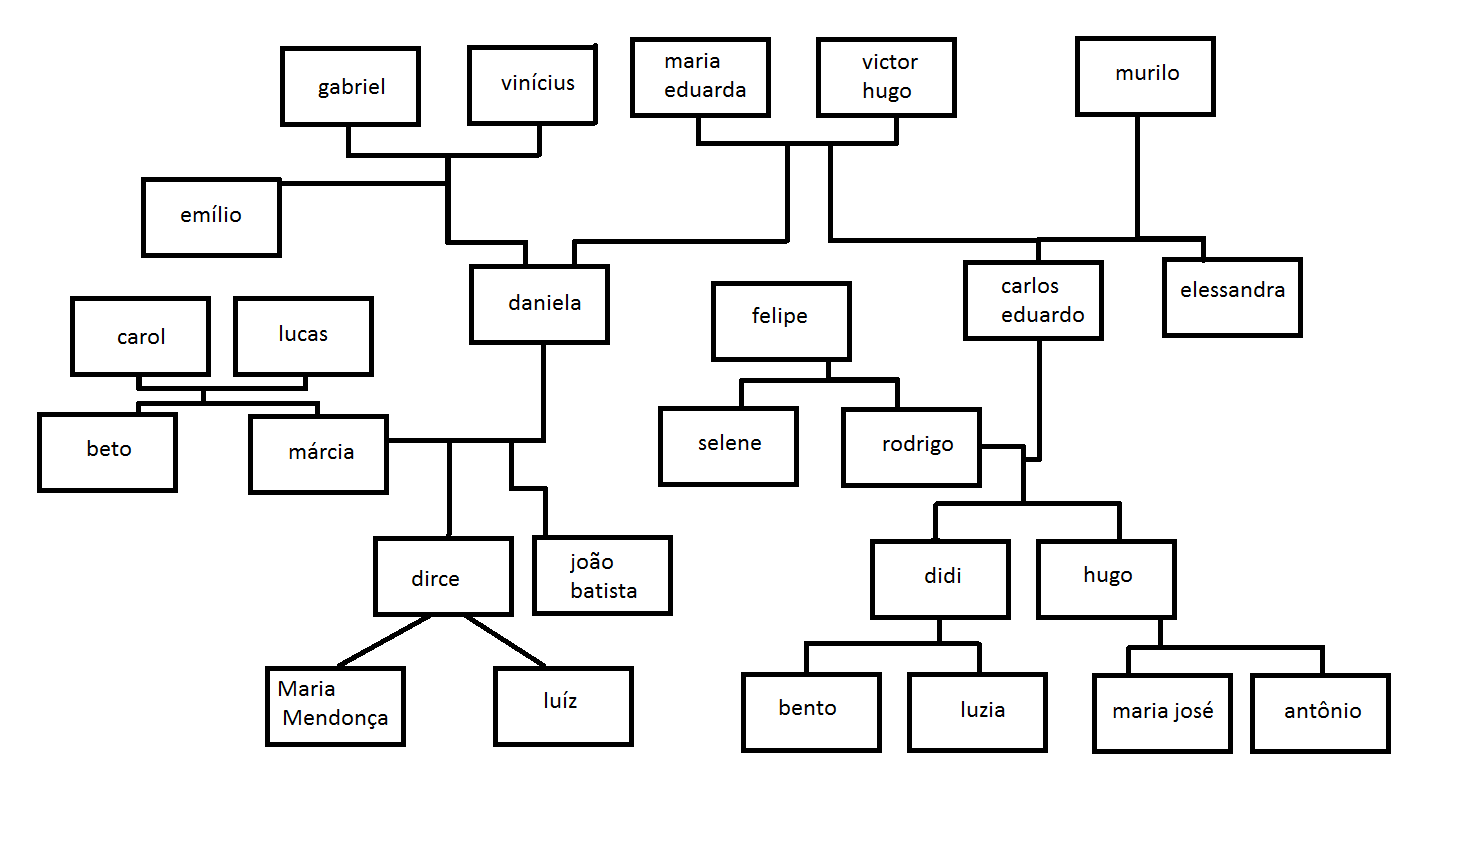 gabriel
vinícius
maria
eduarda
victor
hugo
murilo
emílio
daniela
carlos
eduardo
elessandra
carol
lucas
felipe
beto
márcia
selene
rodrigo
dirce
joão
batista
didi
hugo
Maria
Mendonça
luíz
bento
luzia
maria josé
antônio